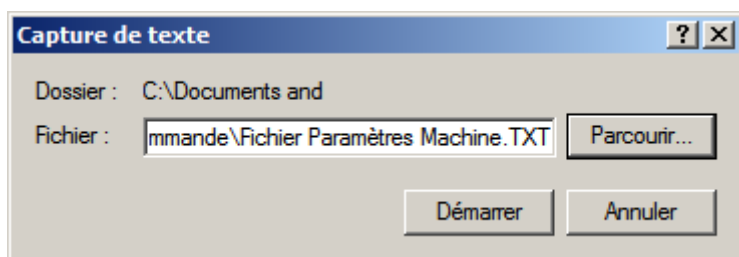 Capture de texte ? X
Dossier : C:\Documents and
Fichier : mmande\Fichier Paramètres Machine.TXT Parcourir...
Démarrer Annuler